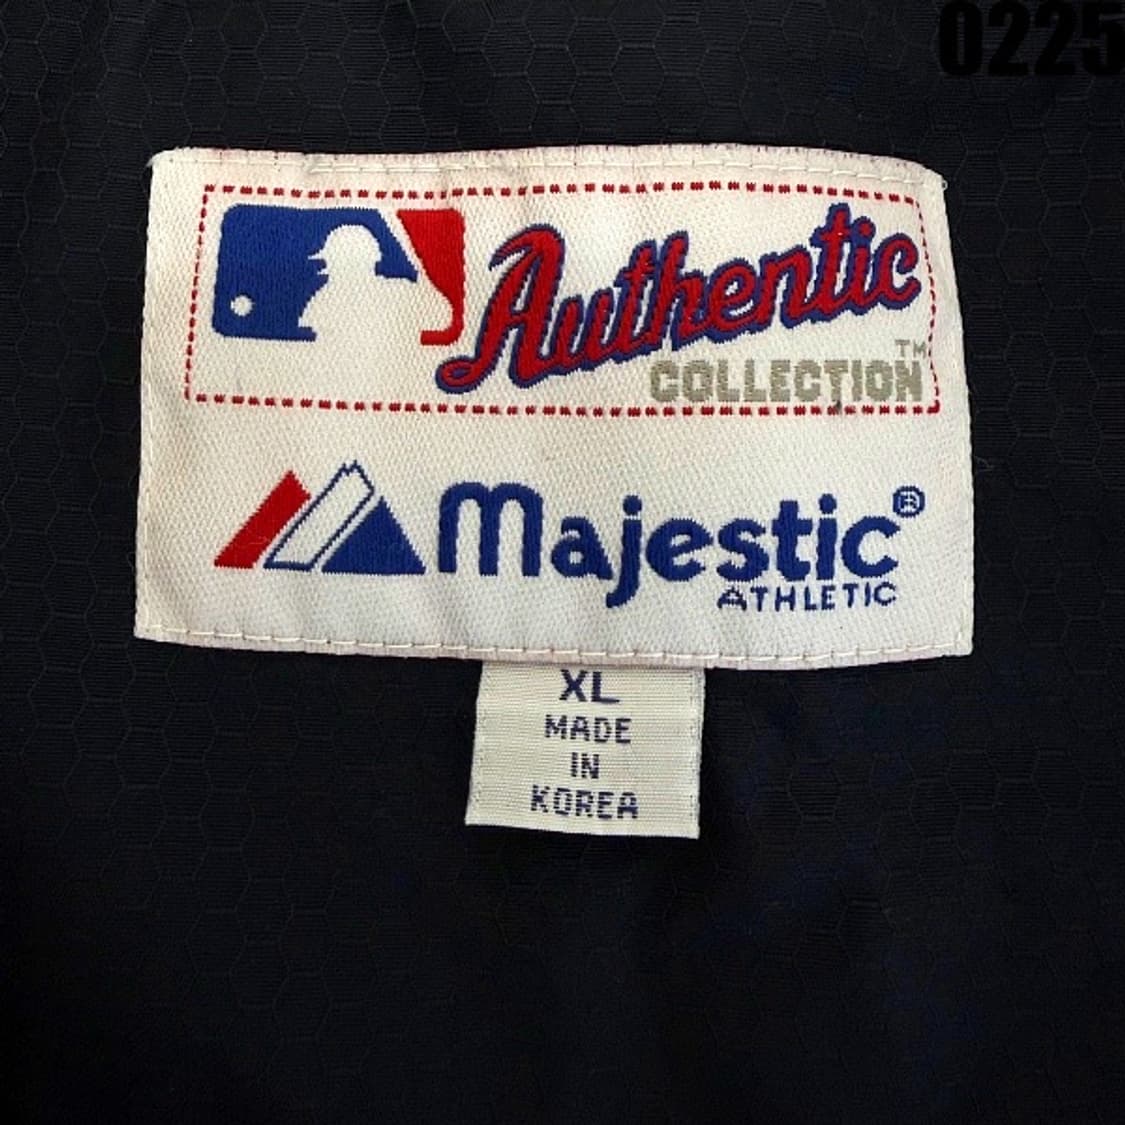 0225
Authentic
COLLECTION™
Majestic®
ATHLETIC
XL
MADE
IN
KOREA